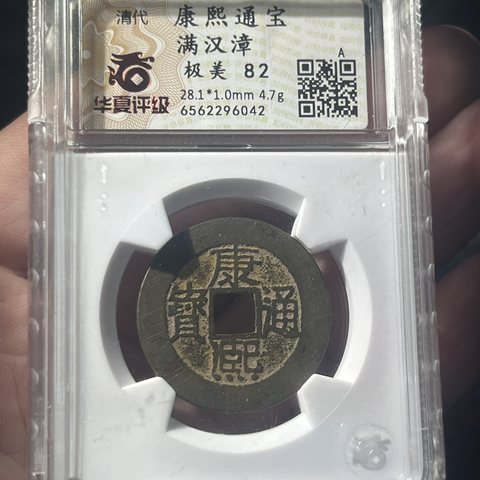 清代 康熙通宝
满汉漳
A
极美 82
华夏评级
28.1*1.0mm 4.7g
6562296042
康熙通寳